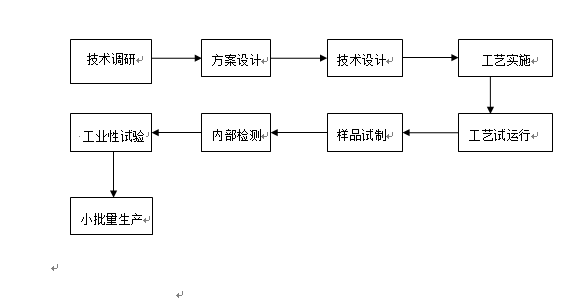 技术调研
方案设计
技术设计
工艺实施
工艺试运行
样品试制
内部检测
工业性试验
小批量生产